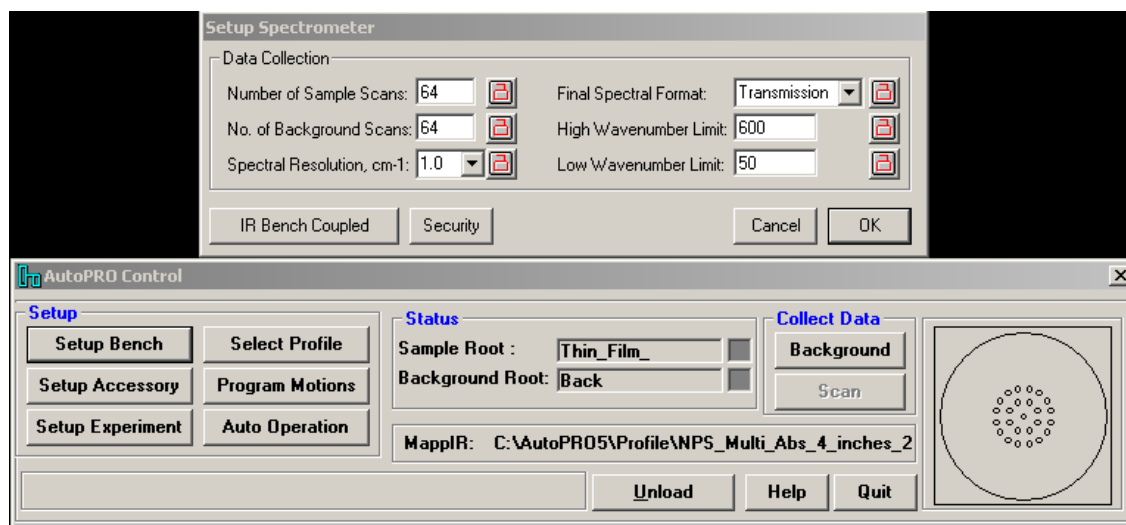 Setup Spectrometer
Data Collection
Number of Sample Scans: 64 Final Spectral Format: Transmission
No. of Background Scans: 64 High Wavenumber Limit: 600
Spectral Resolution, cm-1: 1.0 Low Wavenumber Limit: 50
IR Bench Coupled Security Cancel OK
AutoPRO Control
Setup Status Collect Data
Setup Bench Select Profile Sample Root : Thin_Film_ Background
Setup Accessory Program Motions Background Root: Back Scan
Setup Experiment Auto Operation MappIR: C:\AutoPRO5\Profile\NPS_Multi_Abs_4_inches_2
Unload Help Quit